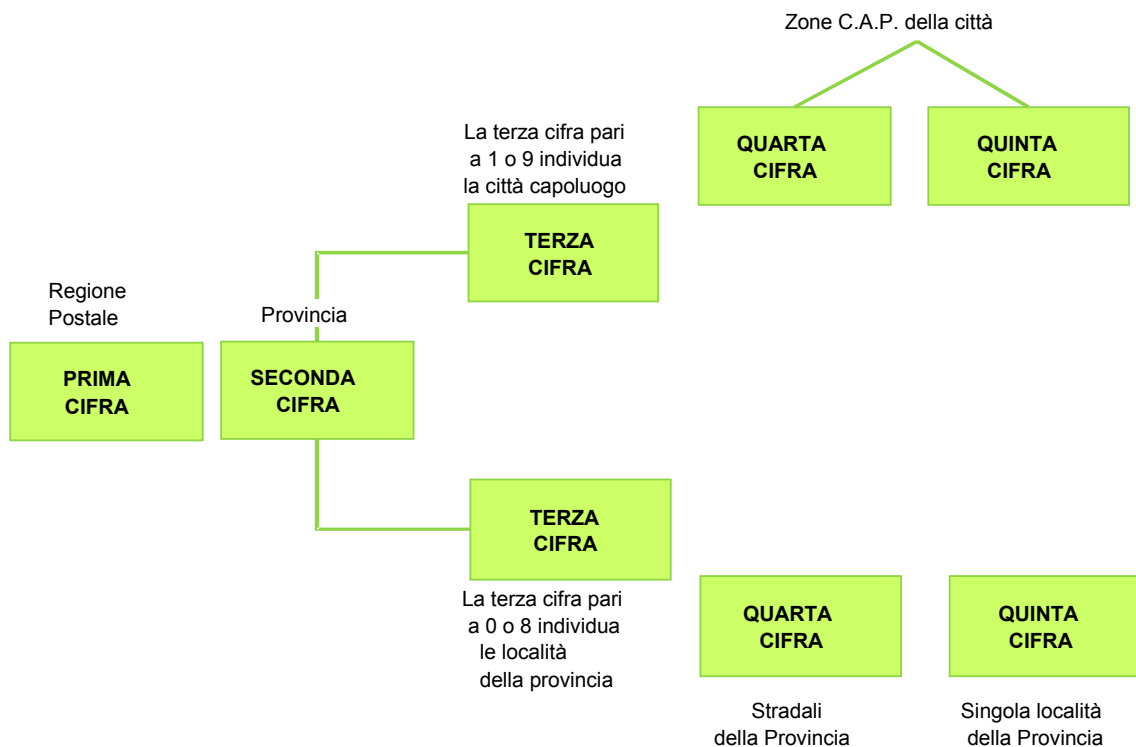 Zone C.A.P. della città
QUARTA
CIFRA
QUINTA
CIFRA
La terza cifra pari
a 1 o 9 individua
la città capoluogo
TERZA
CIFRA
Regione
Postale
Provincia
PRIMA
CIFRA
SECONDA
CIFRA
TERZA
CIFRA
La terza cifra pari
a 0 o 8 individua
le località
della provincia
QUARTA
CIFRA
QUINTA
CIFRA
Stradali
della Provincia
Singola località
della Provincia